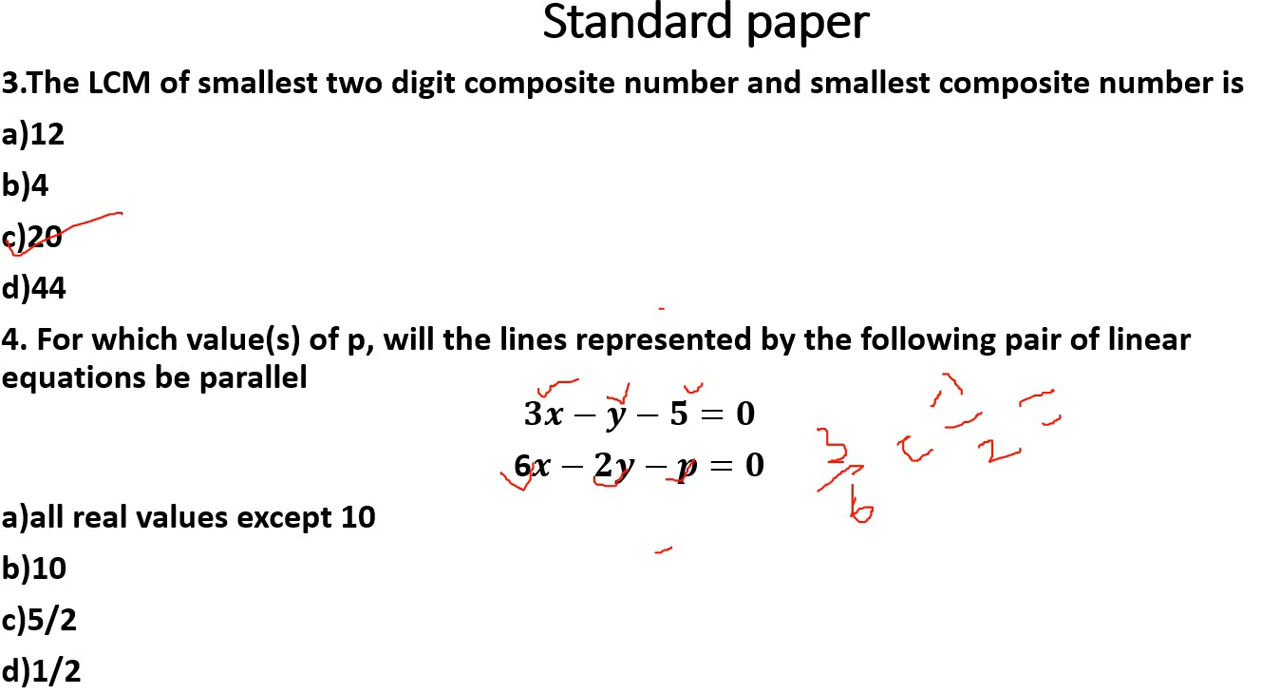 Standard paper
3.The LCM of smallest two digit composite number and smallest composite number is
a)12
b)4
c)20
d)44
4. For which value(s) of p, will the lines represented by the following pair of linear
equations be parallel
3x − y − 5 = 0
6x − 2y − p = 0
3
6
2
a)all real values except 10
b)10
c)5/2
d)1/2